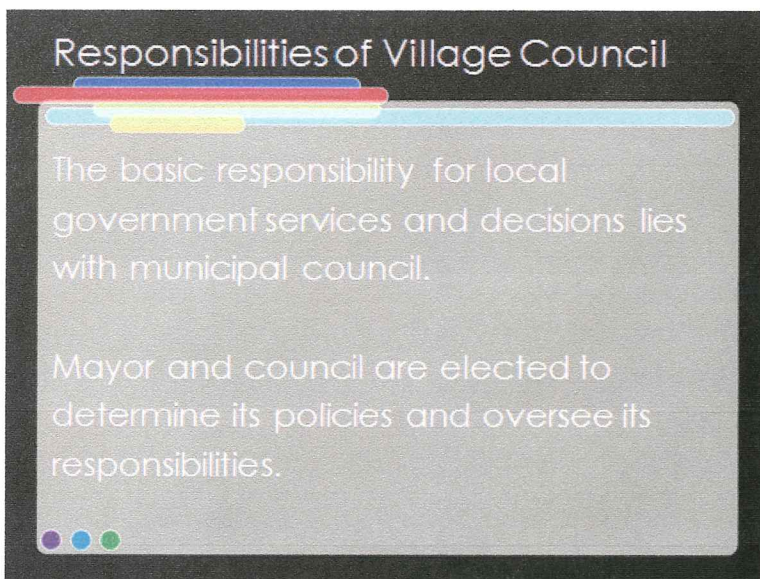 Responsibilities of Village Council
The basic responsibility for local
government services and decisions lies
with municipal council.
Mayor and council are elected to
determine its policies and oversee its
responsibilities.